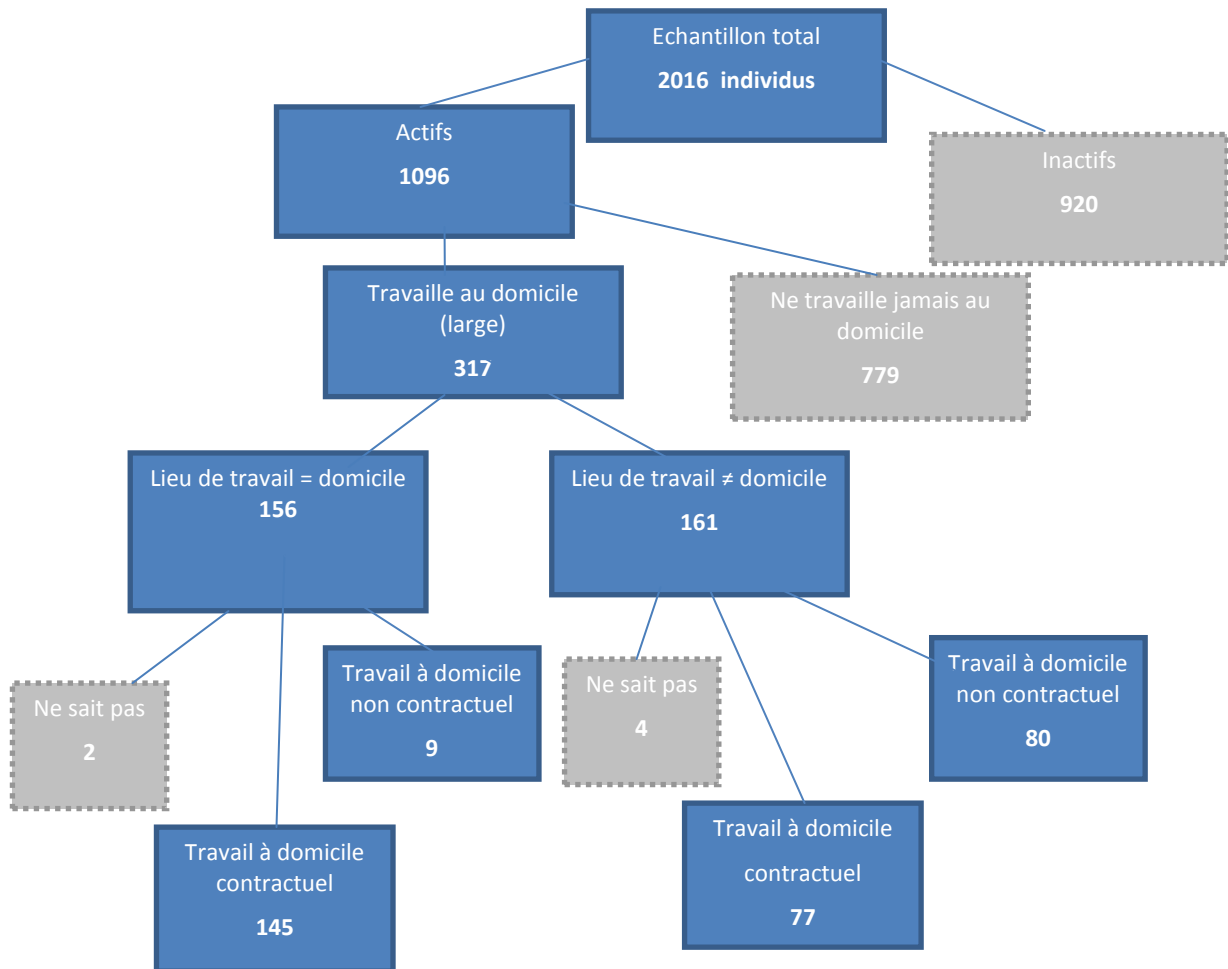 Echantillon total
2016 individus
Actifs
1096
Inactifs
920
Travaille au domicile
(large)
317
Ne travaille jamais au
domicile
779
Lieu de travail = domicile
156
Lieu de travail ≠ domicile
161
Ne sait pas
2
Travail à domicile
non contractuel
9
Ne sait pas
4
Travail à domicile
non contractuel
80
Travail à domicile
contractuel
145
Travail à domicile
contractuel
77